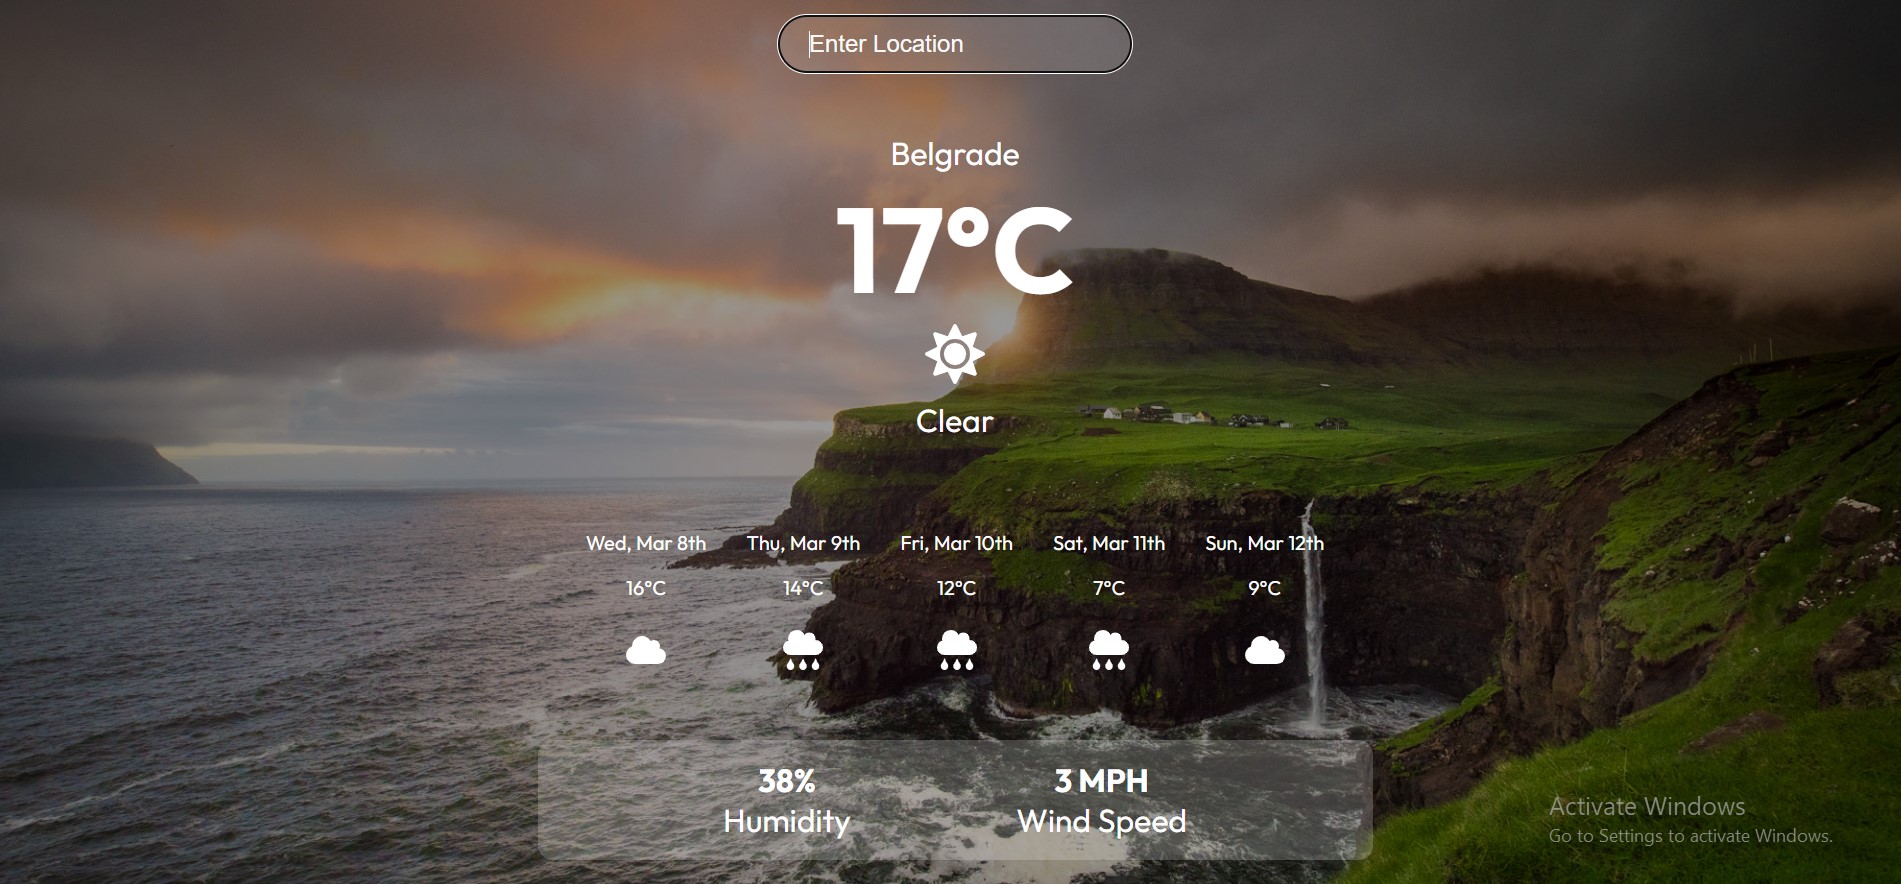 Enter Location
Belgrade
17°C
Clear
Wed, Mar 8th Thu, Mar 9th Fri, Mar 10th Sat, Mar 11th Sun, Mar 12th
16°C 14°C 12°C 7°C 9°C
38% 3 MPH
Humidity Wind Speed
Activate Windows
Go to Settings to activate Windows.